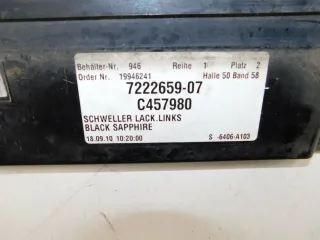 Behälter-Nr. 946 Reihe 1 Platz 2
Order Nr. 19946241 Halle 50 Band 58
7222659-07
C457980
SCHWELLER LACK.LINKS
BLACK SAPPHIRE
18.09.10 10:20:00 S -6406-A103